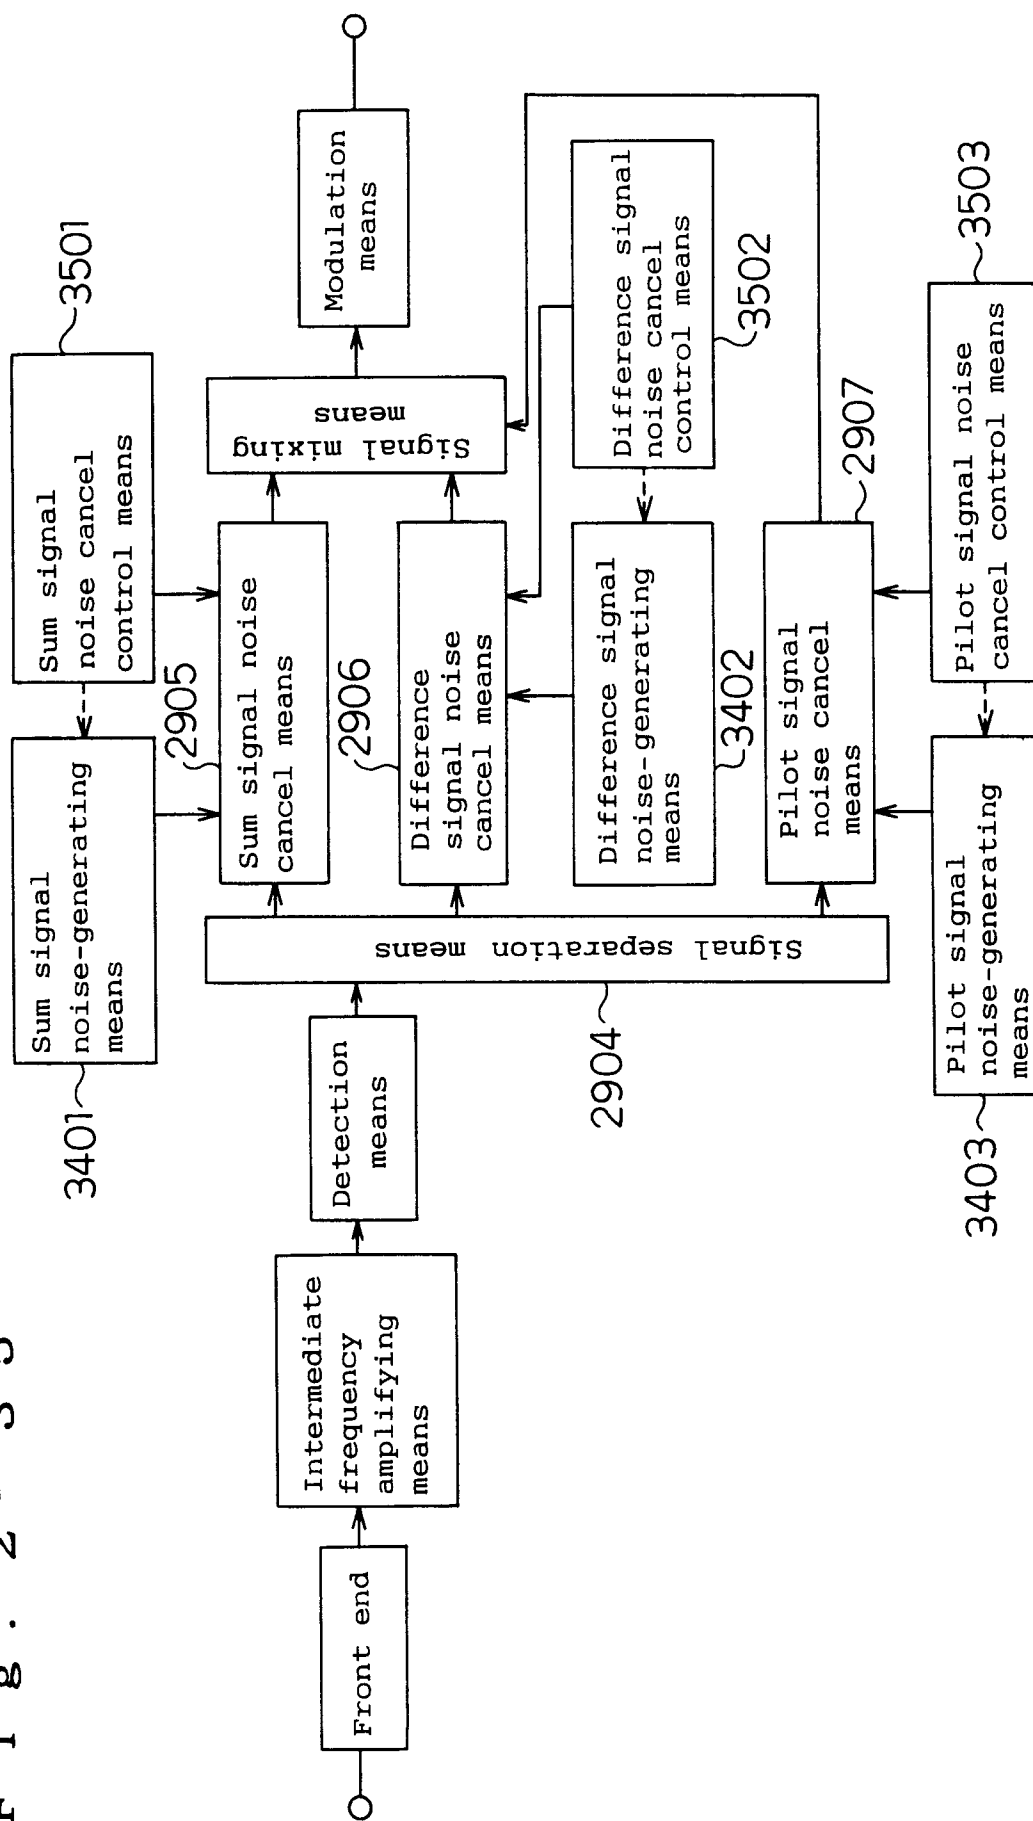 3401
Sum signal
noise-generating
means
Sum signal
noise cancel
control means
3501
2905
Sum signal noise
cancel means
2906
Difference
signal noise
cancel means
Signal mixing
means
Modulation
means
Front end
Intermediate
frequency
amplifying
means
Detection
means
Signal separation means
2904
Difference signal
noise-generating
means
3402
Difference signal
noise cancel
control means
3502
Pilot signal
noise cancel
means
2907
Pilot signal
noise-generating
means
3403
Pilot signal noise
cancel control means
3503